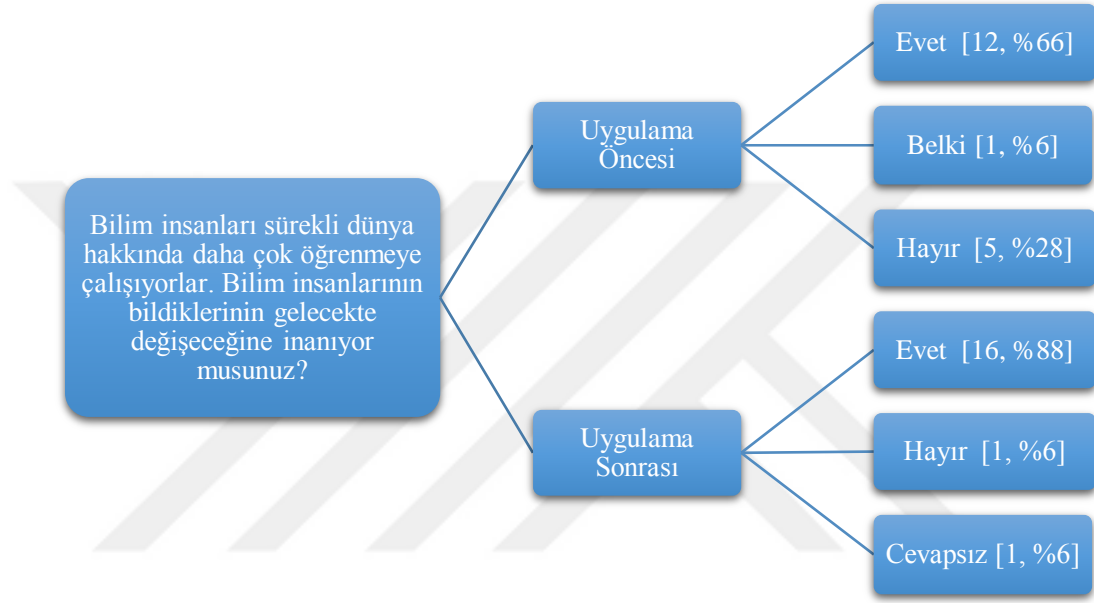 Bilim insanları sürekli dünya
hakkında daha çok öğrenmeye
çalışıyorlar. Bilim insanlarının
bildiklerinin gelecekte
değişeceğine inanıyor
musunuz?
Uygulama
Öncesi
Evet [12, %66]
Belki [1, %6]
Hayır [5, %28]
Uygulama
Sonrası
Evet [16, %88]
Hayır [1, %6]
Cevapsız [1, %6]